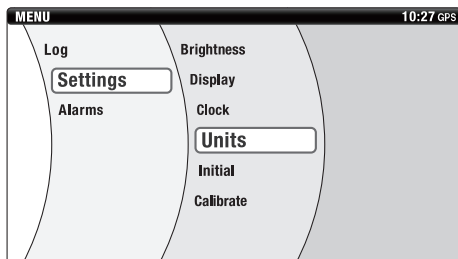 MENU 10:27 GPS
Log
Settings
Alarms
Brightness
Display
Clock
Units
Initial
Calibrate